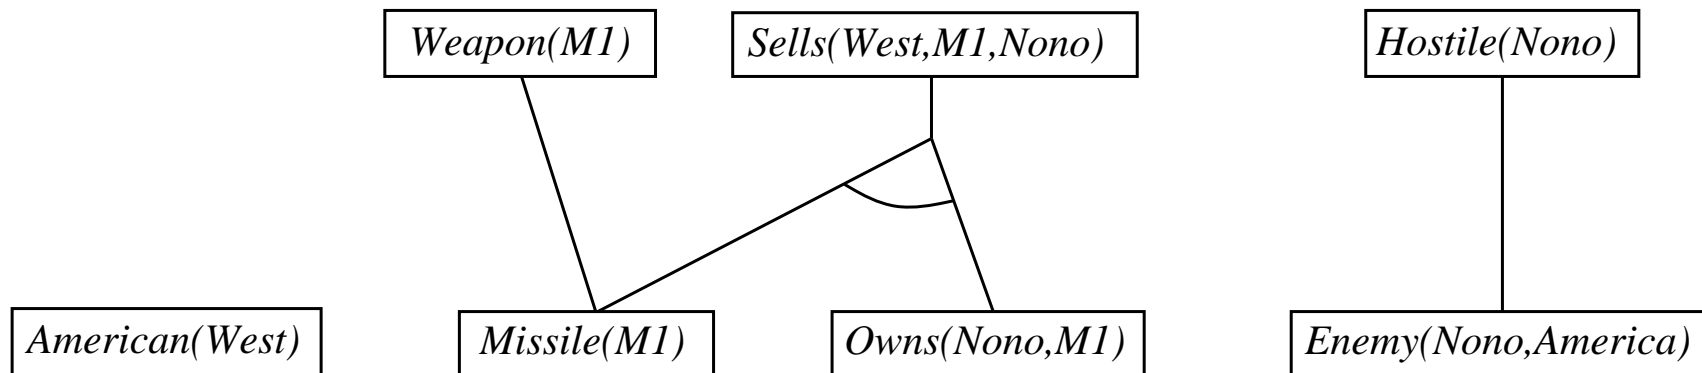 Weapon(M1)
Sells(West,M1,Nono)
Hostile(Nono)
American(West)
Missile(M1)
Owns(Nono,M1)
Enemy(Nono,America)